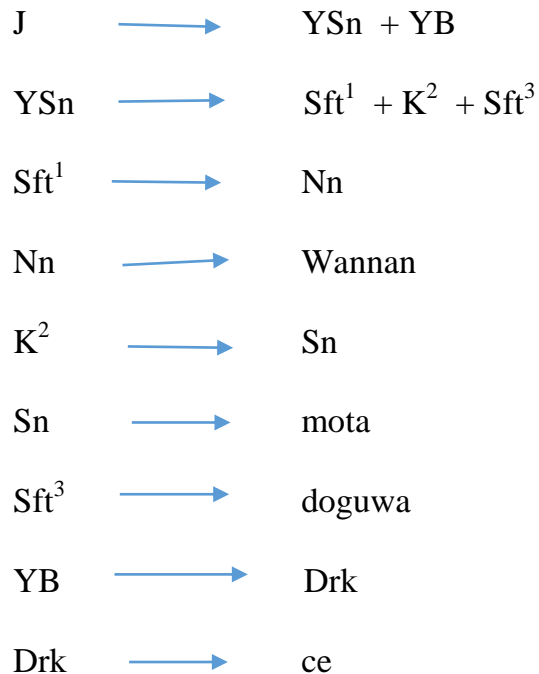 J → YSn + YB
YSn → Sft¹ + K² + Sft³
Sft¹ → Nn
Nn → Wannan
K² → Sn
Sn → mota
Sft³ → doguwa
YB → Drk
Drk → ce